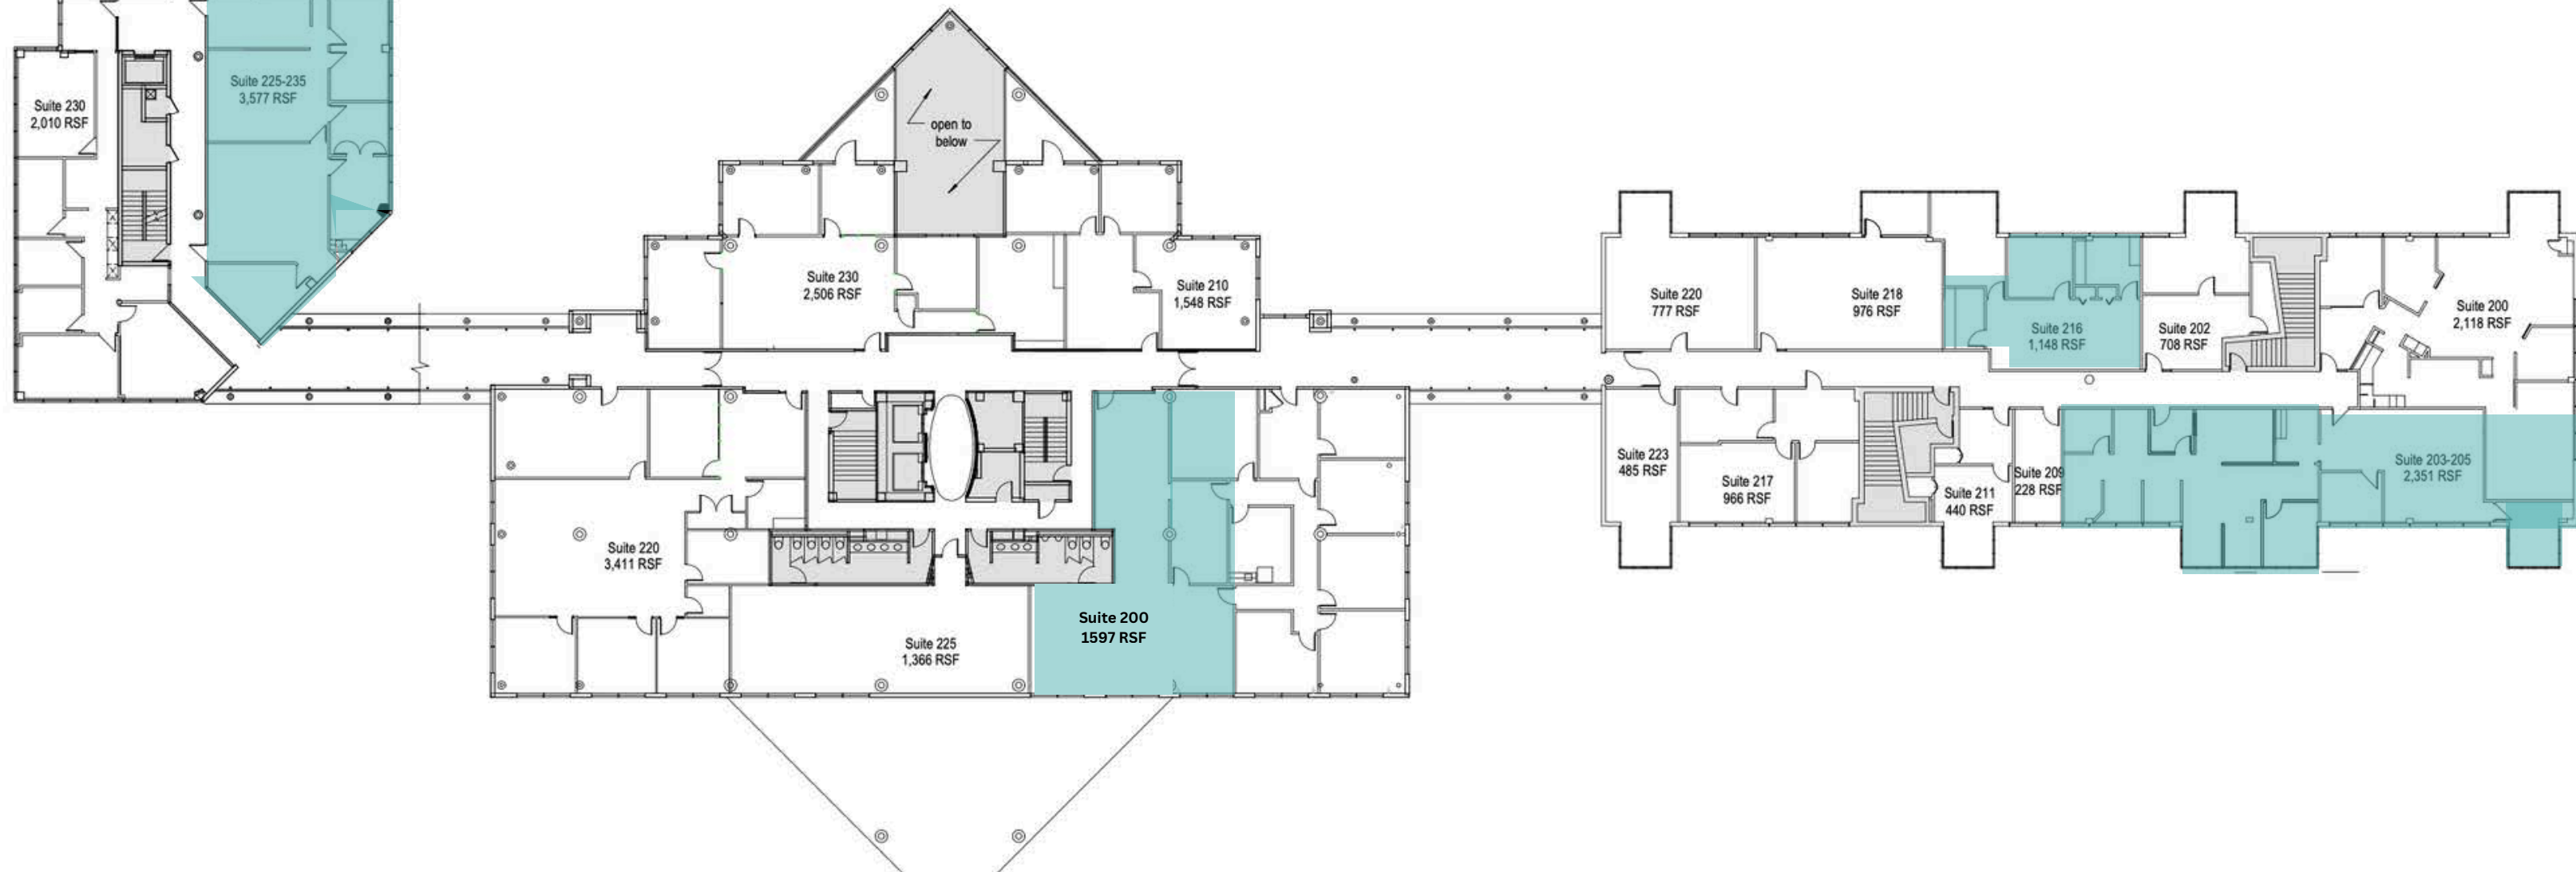 Suite 230
2,010 RSF
Suite 225-235
3,577 RSF
open to
below
Suite 230
2,506 RSF
Suite 210
1,548 RSF
Suite 220
777 RSF
Suite 218
976 RSF
Suite 216
1,148 RSF
Suite 202
708 RSF
Suite 200
2,118 RSF
Suite 223
485 RSF
Suite 217
966 RSF
Suite 211
440 RSF
Suite 209
228 RSF
Suite 203-205
2,351 RSF
Suite 220
3,411 RSF
Suite 225
1,366 RSF
Suite 200
1597 RSF